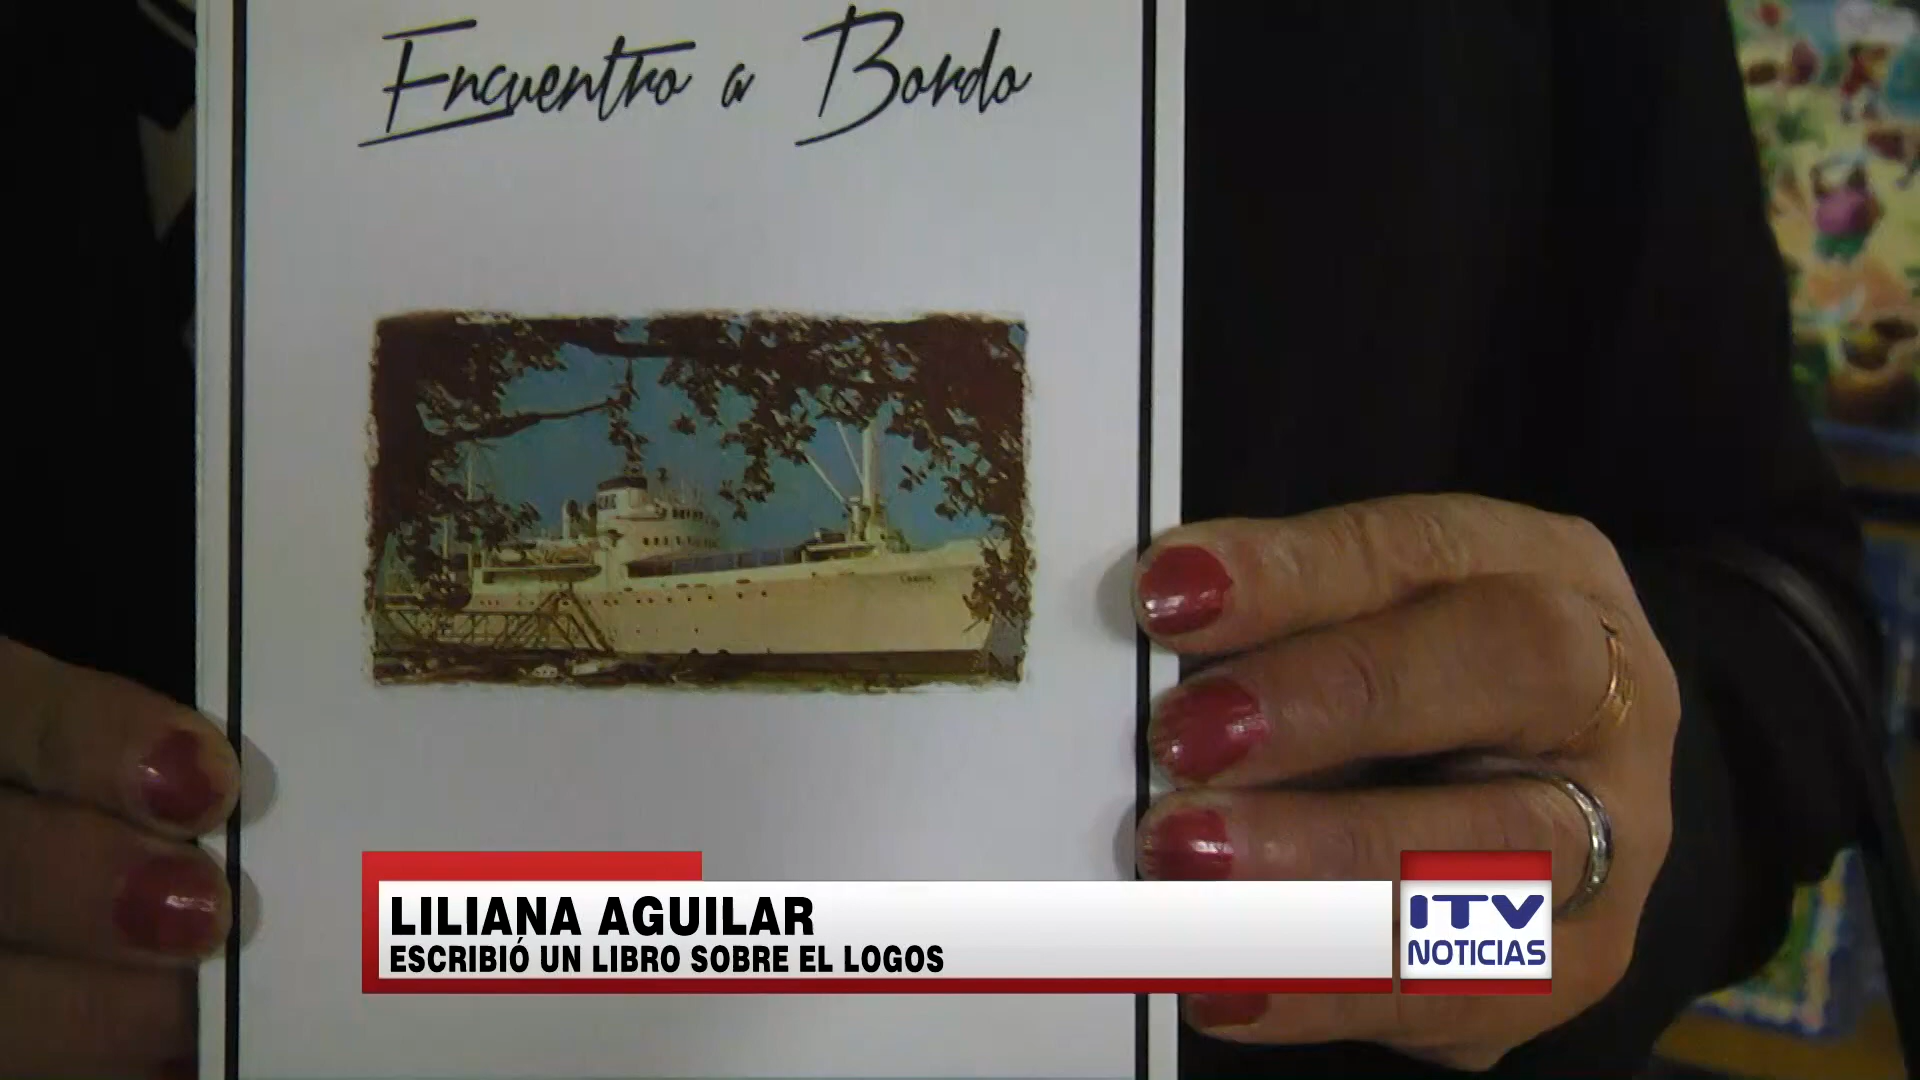 Encuentro a Bordo
LILIANA AGUILAR
ESCRIBIÓ UN LIBRO SOBRE EL LOGOS
ITV
NOTICIAS